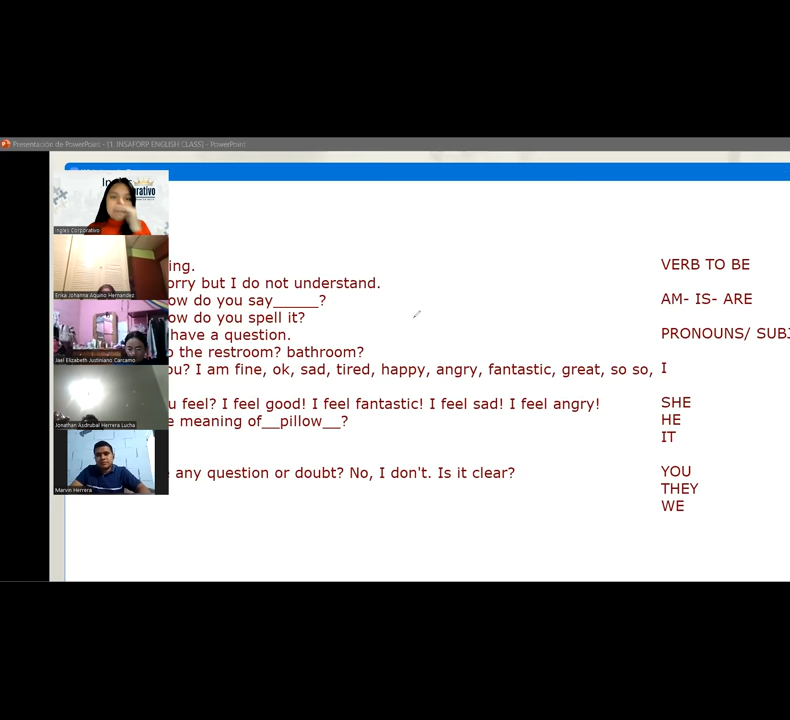 Presentación de PowerPoint - [1. INSAFORP ENGLISH CLASS] - PowerPoint
Ingles Corporativo
Erika Johanna Aquino Hernandez
Jael Elizabeth Justiniano Carcamo
Jonathan Asdrubal Herrera Lucha
Marvin Herrera
ing.
orry but I do not understand.
ow do you say_____?
ow do you spell it?
have a question.
o the restroom? bathroom?
ou? I am fine, ok, sad, tired, happy, angry, fantastic, great, so so,
u feel? I feel good! I feel fantastic! I feel sad! I feel angry!
e meaning of__pillow__?
any question or doubt? No, I don't. Is it clear?
VERB TO BE
AM- IS- ARE
PRONOUNS/ SUBJ
I
SHE
HE
IT
YOU
THEY
WE